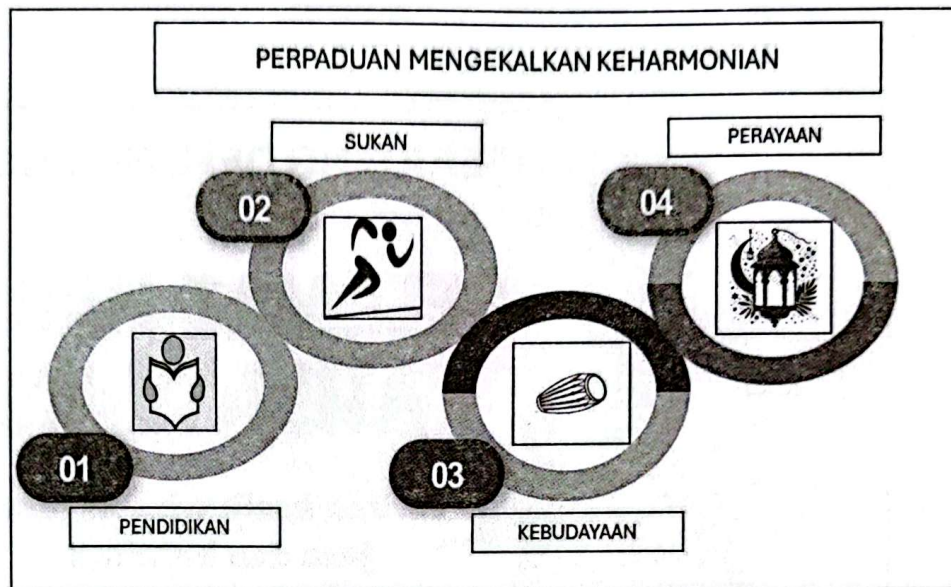 PERPADUAN MENGEKALKAN KEHARMONIAN
SUKAN
PERAYAAN
02
04
01
03
PENDIDIKAN
KEBUDAYAAN